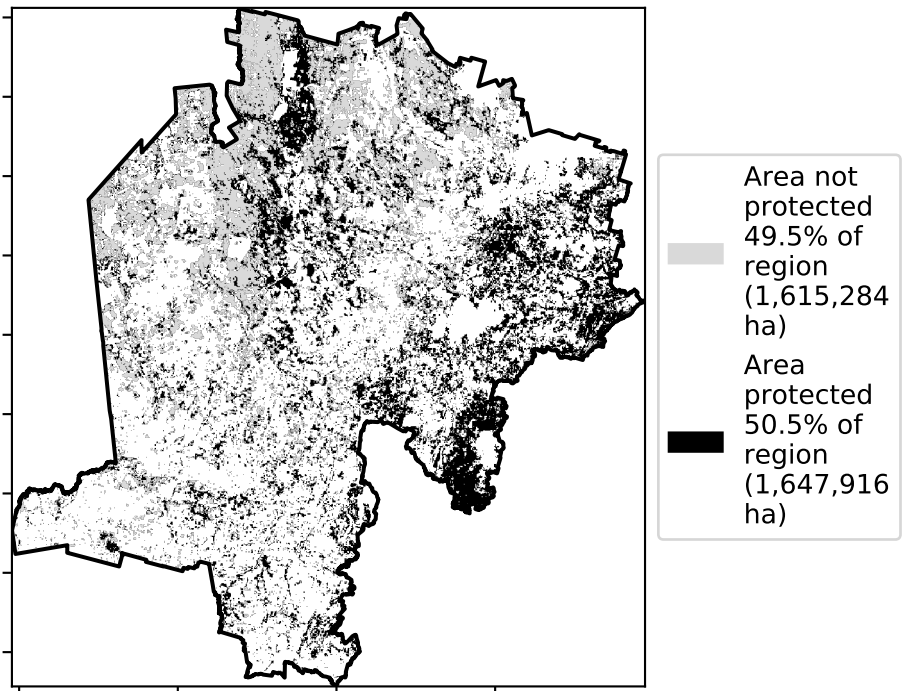 Area not
protected
49.5% of
region
(1,615,284
ha)
Area
protected
50.5% of
region
(1,647,916
ha)